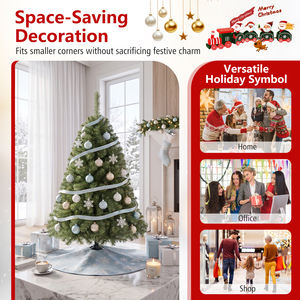 Space-Saving
Decoration
Fits smaller corners without sacrificing festive charm
Merry
Christmas
Versatile
Holiday Symbol
Home
Office
Shop